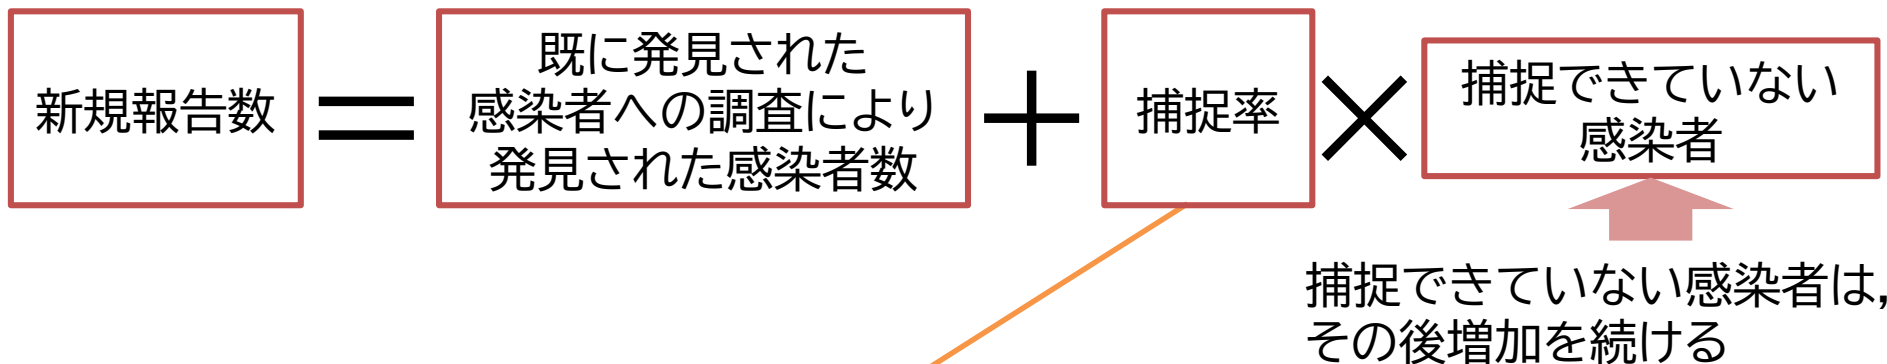 新規報告数
=
既に発見された
感染者への調査により
発見された感染者数
+
捕捉率
×
捕捉できていない
感染者
捕捉できていない感染者は,
その後増加を続ける